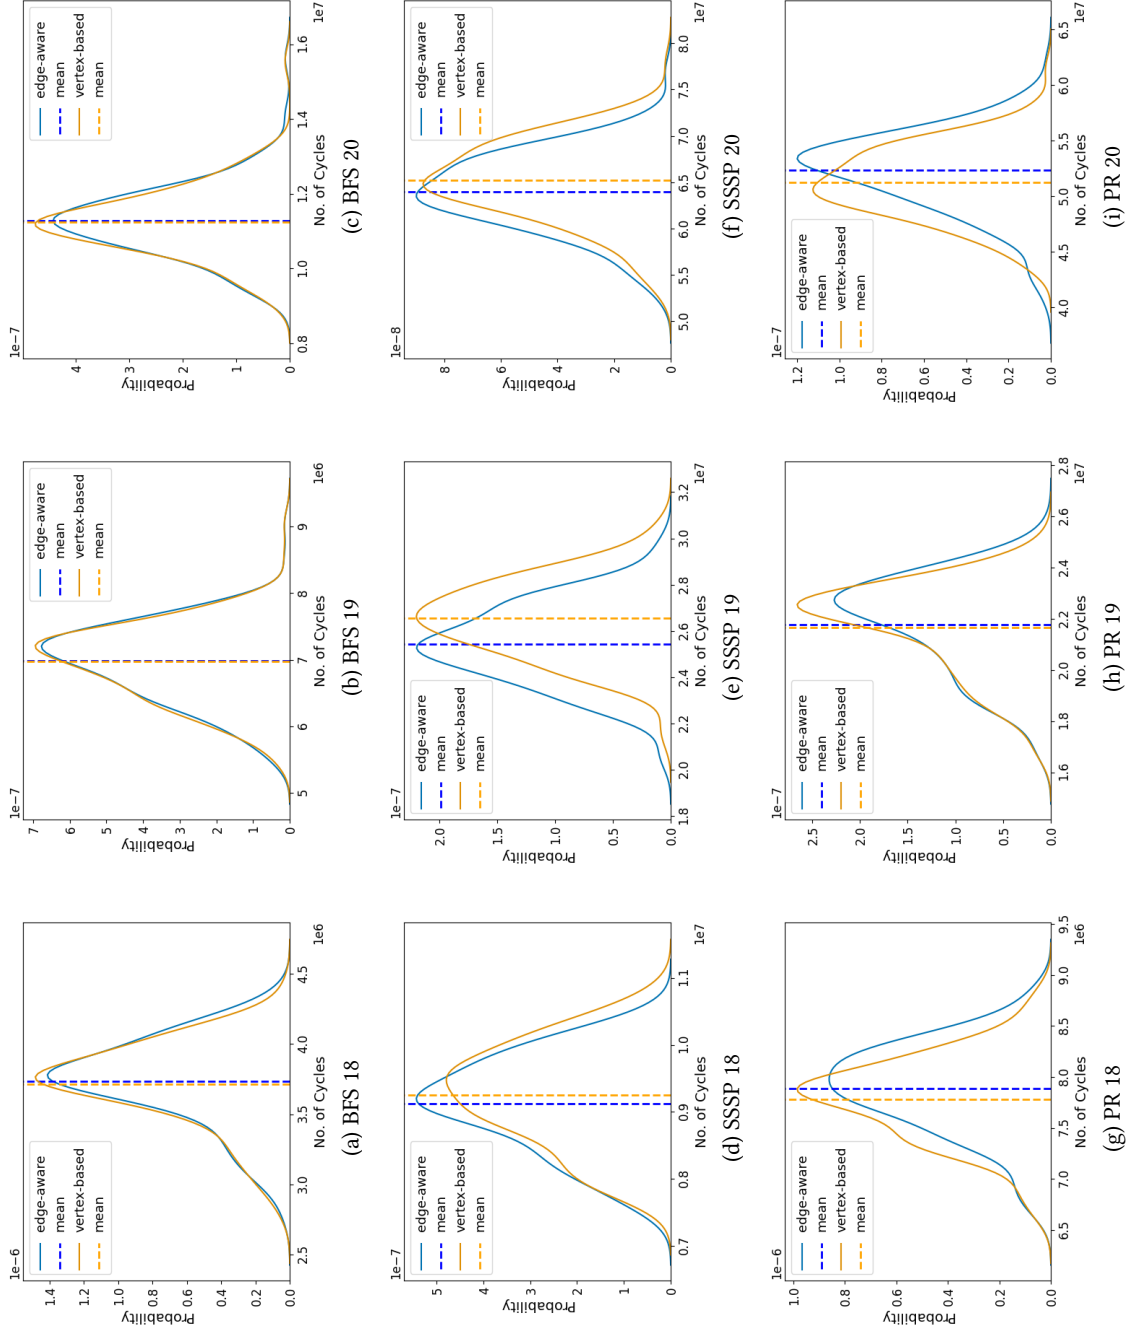 1e−6
edge-aware
mean
vertex-based
mean
Probability
0.0
0.2
0.4
0.6
0.8
1.0
1.2
1.4
2.5
3.0
3.5
4.0
4.5
1e6
No. of Cycles
(a) BFS 18
1e−7
edge-aware
mean
vertex-based
mean
Probability
0
1
2
3
4
5
6
7
5
6
7
8
9
1e6
No. of Cycles
(b) BFS 19
1e−7
edge-aware
mean
vertex-based
mean
Probability
0
1
2
3
4
0.8
1.0
1.2
1.4
1.6
1e7
No. of Cycles
(c) BFS 20
1e−7
edge-aware
mean
vertex-based
mean
Probability
0
1
2
3
4
5
0.7
0.8
0.9
1.0
1.1
1e7
No. of Cycles
(d) SSSP 18
1e−7
edge-aware
mean
vertex-based
mean
Probability
0.0
0.5
1.0
1.5
2.0
1.8
2.0
2.2
2.4
2.6
2.8
3.0
3.2
1e7
No. of Cycles
(e) SSSP 19
1e−8
edge-aware
mean
vertex-based
mean
Probability
0
2
4
6
8
5.0
5.5
6.0
6.5
7.0
7.5
8.0
1e7
No. of Cycles
(f) SSSP 20
1e−6
edge-aware
mean
vertex-based
mean
Probability
0.0
0.2
0.4
0.6
0.8
1.0
6.5
7.0
7.5
8.0
8.5
9.0
9.5
1e6
No. of Cycles
(g) PR 18
1e−7
edge-aware
mean
vertex-based
mean
Probability
0.0
0.5
1.0
1.5
2.0
2.5
1.6
1.8
2.0
2.2
2.4
2.6
2.8
1e7
No. of Cycles
(h) PR 19
1e−7
edge-aware
mean
vertex-based
mean
Probability
0.0
0.2
0.4
0.6
0.8
1.0
1.2
4.0
4.5
5.0
5.5
6.0
6.5
1e7
No. of Cycles
(i) PR 20